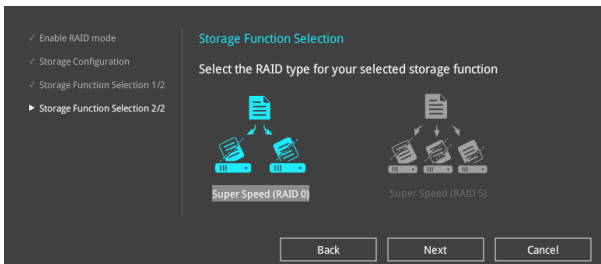 ✓ Enable RAID mode
✓ Storage Configuration
✓ Storage Function Selection 1/2
▶ Storage Function Selection 2/2
Storage Function Selection
Select the RAID type for your selected storage function
Super Speed (RAID 0)
Super Speed (RAID 5)
Back
Next
Cancel